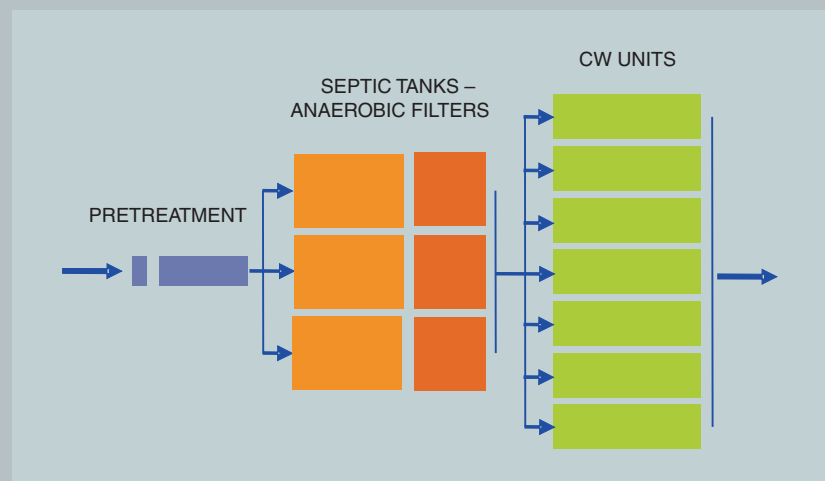 CW UNITS
SEPTIC TANKS –
ANAEROBIC FILTERS
PRETREATMENT